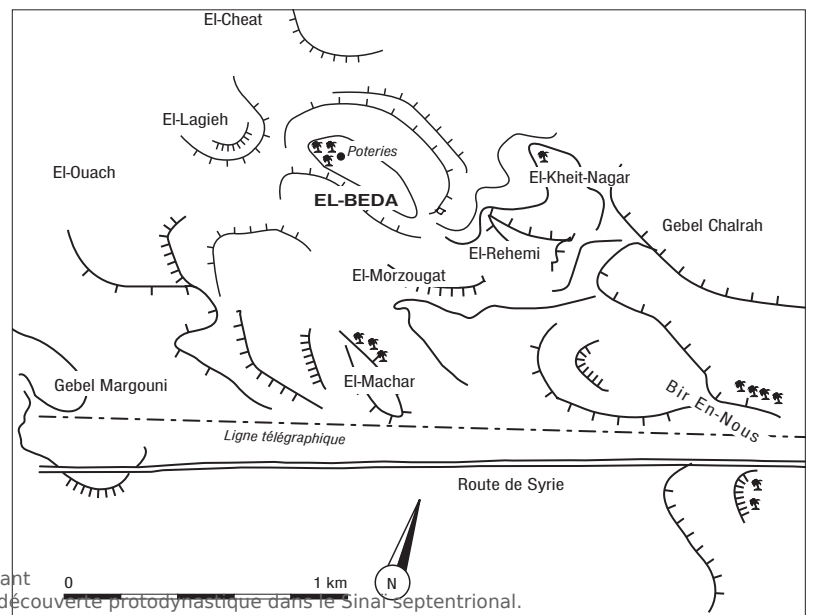 El-Cheat
El-Lagieh
Poteries
El-Ouach
El-Kheit-Nagar
EL-BEDA
Gebel Chalrah
El-Rehemi
El-Morzougat
Gebel Margouni
El-Machar
Bir En-Nous
Ligne télégraphique
Route de Syrie
ant
0 1 km
N
découverte protodynastique dans le Sinaï septentrional.